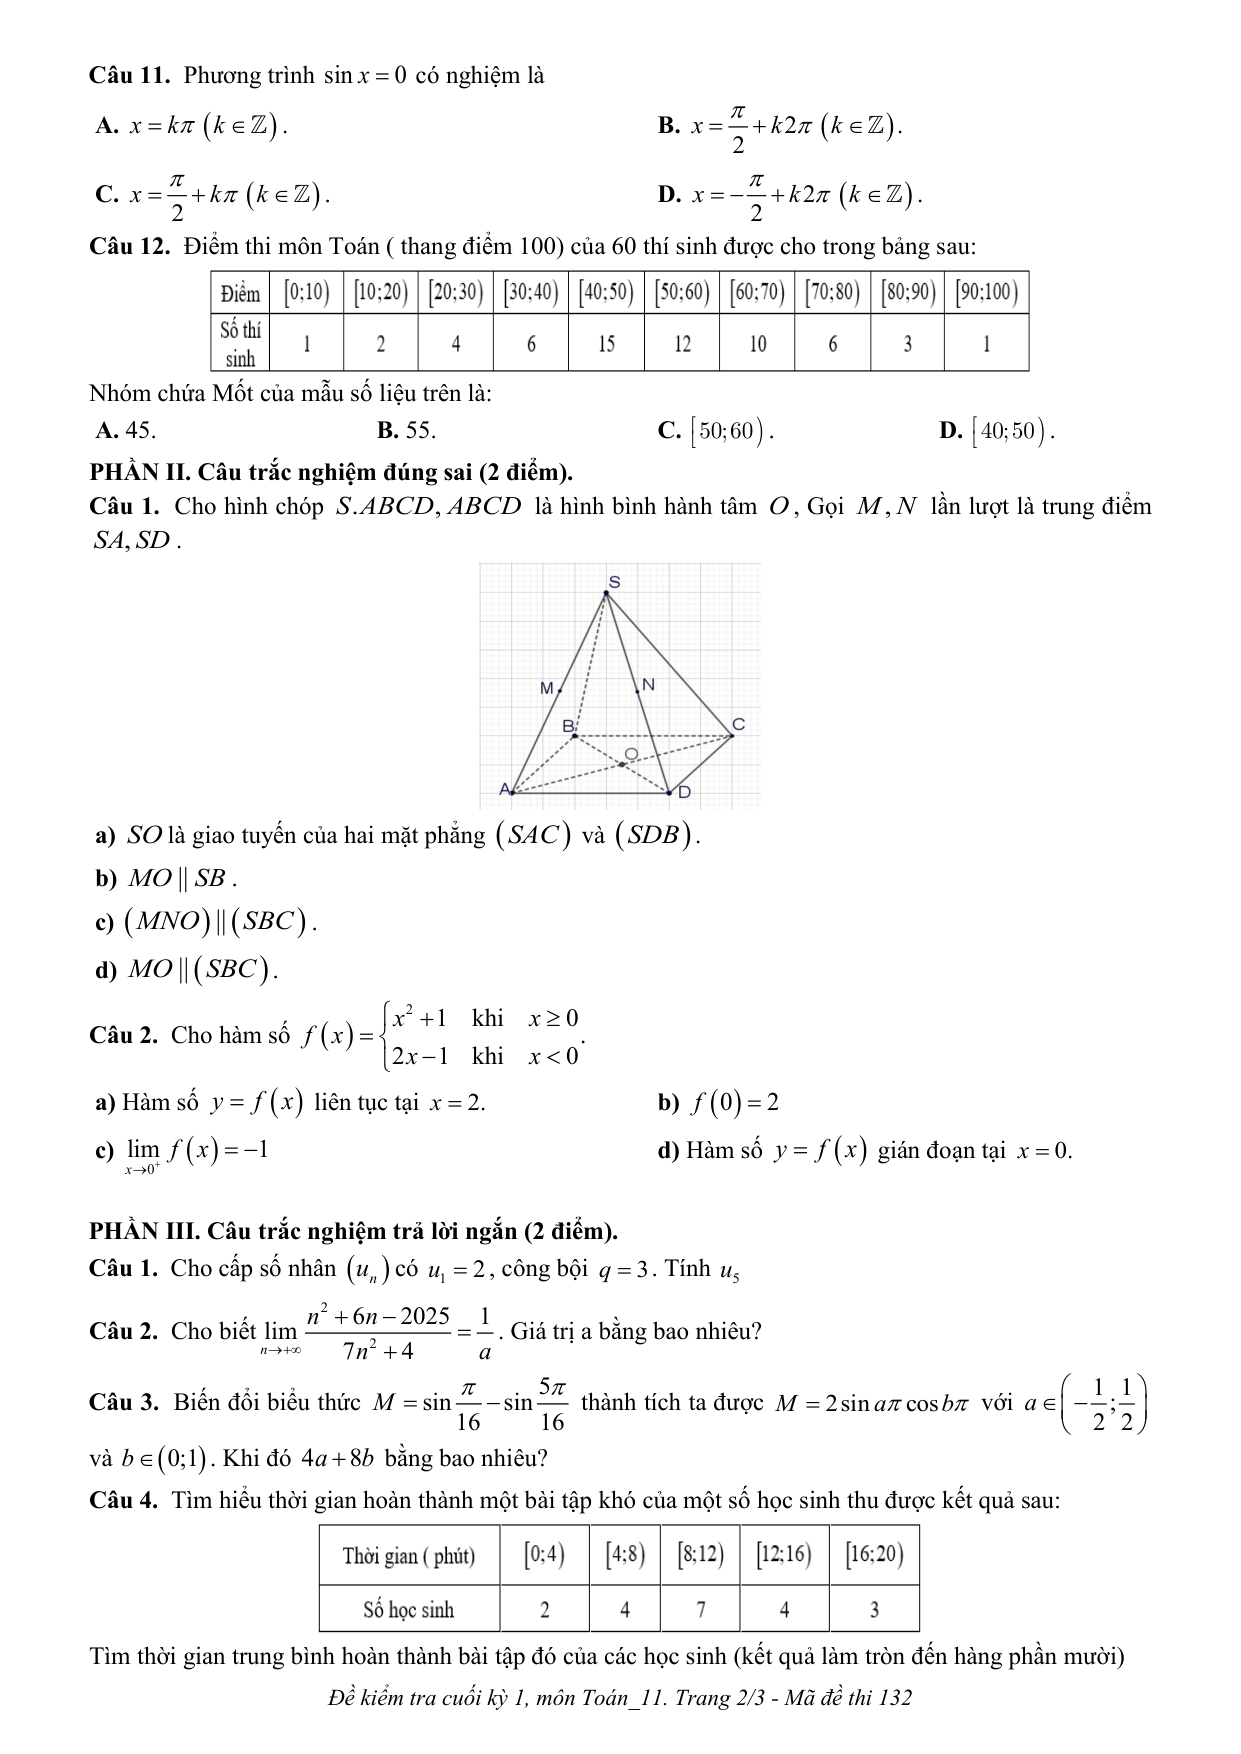 Câu 11. Phương trình sin x = 0 có nghiệm là
A. x = kπ (k ∈ ℤ). B. x = π/2 + k2π (k ∈ ℤ).
C. x = π/2 + kπ (k ∈ ℤ). D. x = −π/2 + k2π (k ∈ ℤ).
Câu 12. Điểm thi môn Toán ( thang điểm 100) của 60 thí sinh được cho trong bảng sau:
Điểm [0;10) [10;20) [20;30) [30;40) [40;50) [50;60) [60;70) [70;80) [80;90) [90;100)
Số thí sinh 1 2 4 6 15 12 10 6 3 1
Nhóm chứa Mốt của mẫu số liệu trên là:
A. 45. B. 55. C. [50;60). D. [40;50).
PHẦN II. Câu trắc nghiệm đúng sai (2 điểm).
Câu 1. Cho hình chóp S.ABCD, ABCD là hình bình hành tâm O, Gọi M, N lần lượt là trung điểm
SA, SD.
S
M N
B C
O
A D
a) SO là giao tuyến của hai mặt phẳng (SAC) và (SDB).
b) MO || SB.
c) (MNO) || (SBC).
d) MO || (SBC).
Câu 2. Cho hàm số f(x) = { x² + 1 khi x ≥ 0
2x − 1 khi x < 0.
a) Hàm số y = f(x) liên tục tại x = 2. b) f(0) = 2
c) lim x→0⁺ f(x) = −1 d) Hàm số y = f(x) gián đoạn tại x = 0.
PHẦN III. Câu trắc nghiệm trả lời ngắn (2 điểm).
Câu 1. Cho cấp số nhân (uₙ) có u₁ = 2, công bội q = 3. Tính u₅
Câu 2. Cho biết lim n→+∞ (n² + 6n − 2025)/(7n² + 4) = 1/a. Giá trị a bằng bao nhiêu?
Câu 3. Biến đổi biểu thức M = sin π/16 − sin 5π/16 thành tích ta được M = 2 sin aπ cos bπ với a ∈ (−1/2; 1/2)
và b ∈ (0;1). Khi đó 4a + 8b bằng bao nhiêu?
Câu 4. Tìm hiểu thời gian hoàn thành một bài tập khó của một số học sinh thu được kết quả sau:
Thời gian ( phút) [0;4) [4;8) [8;12) [12;16) [16;20)
Số học sinh 2 4 7 4 3
Tìm thời gian trung bình hoàn thành bài tập đó của các học sinh (kết quả làm tròn đến hàng phần mười)
Đề kiểm tra cuối kỳ 1, môn Toán_11. Trang 2/3 - Mã đề thi 132